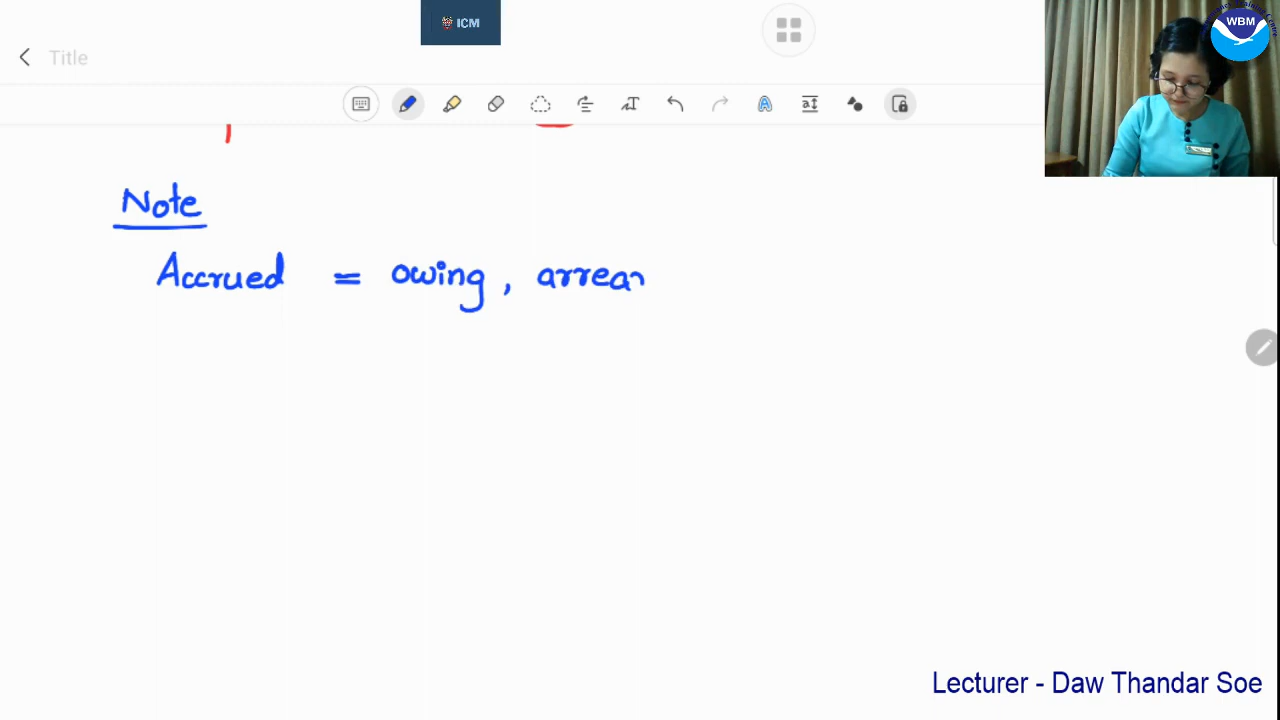 ICM
WBM
Title
Note
Accrued = owing, arrear
Lecturer - Daw Thandar Soe